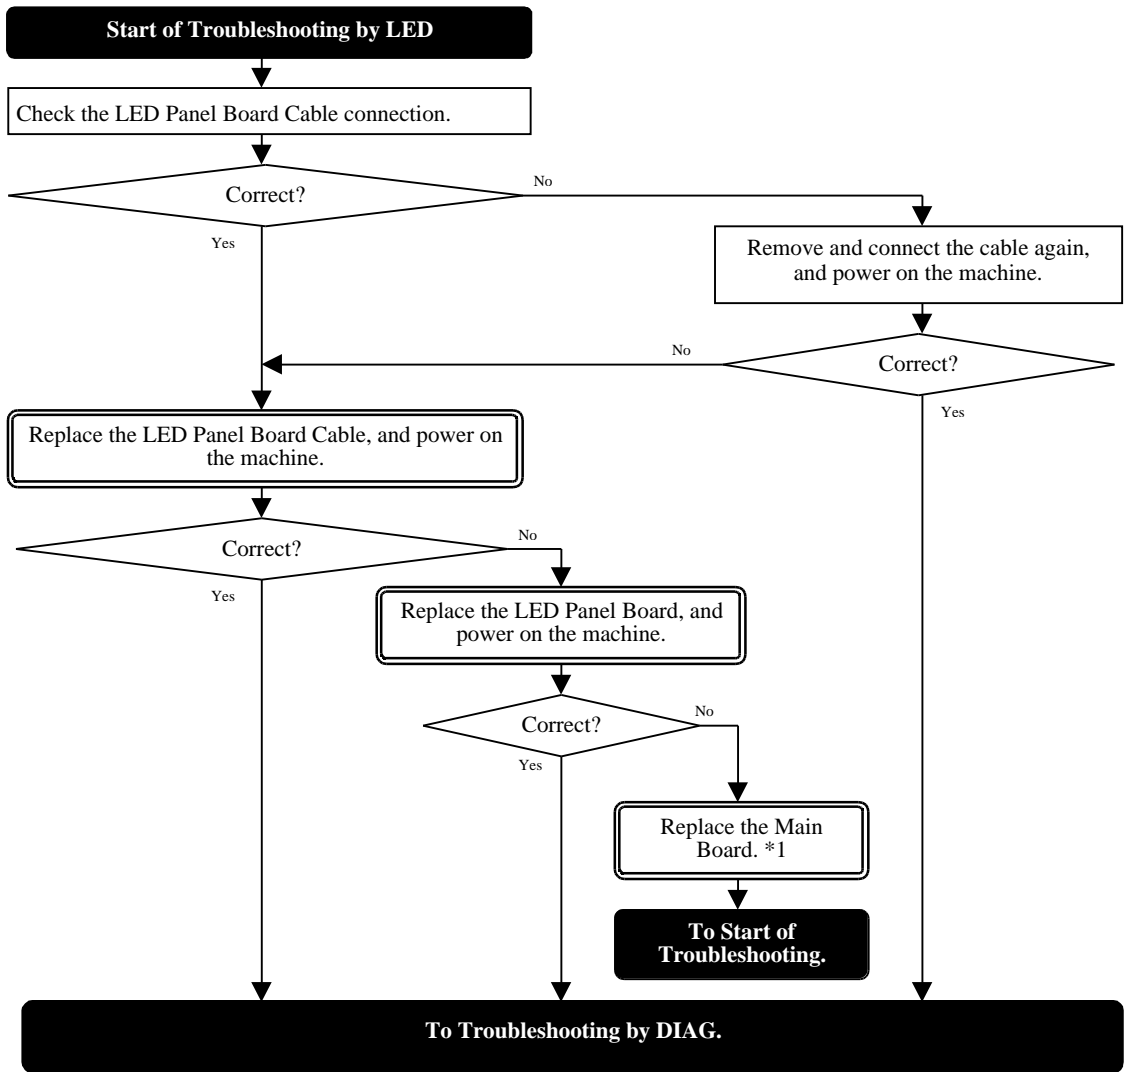 Start of Troubleshooting by LED
Check the LED Panel Board Cable connection.
Correct?
No
Yes
Remove and connect the cable again,
and power on the machine.
No
Correct?
Yes
Replace the LED Panel Board Cable, and power on
the machine.
Correct?
No
Yes
Replace the LED Panel Board, and
power on the machine.
Correct?
No
Yes
Replace the Main
Board. *1
To Start of
Troubleshooting.
To Troubleshooting by DIAG.